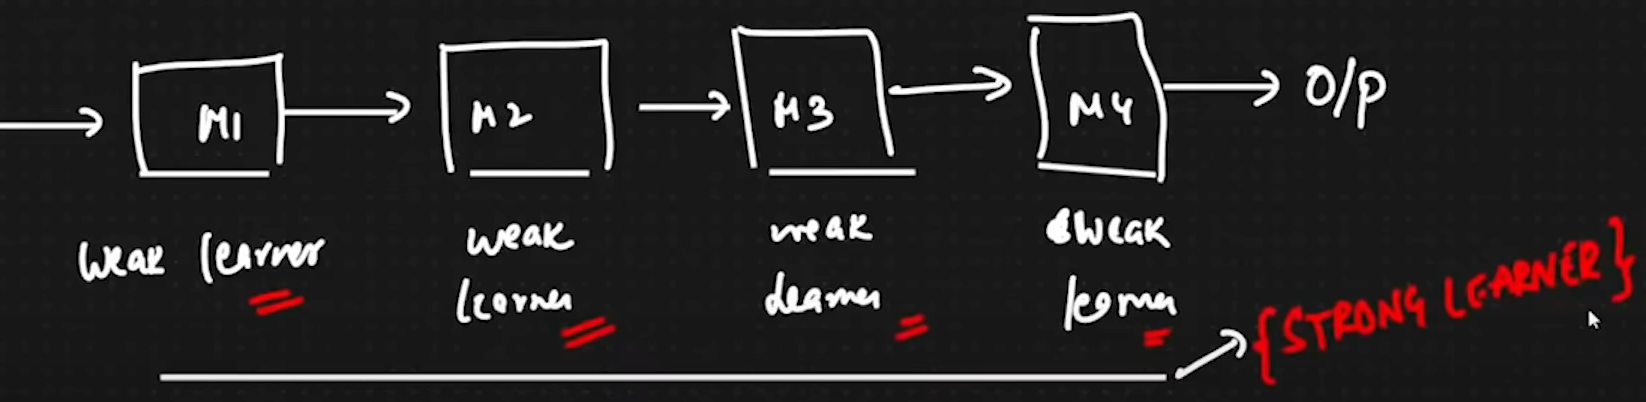 M1
M2
M3
M4
O/P
weak learner
weak
learner
weak
learner
weak
learner
{STRONG LEARNER}